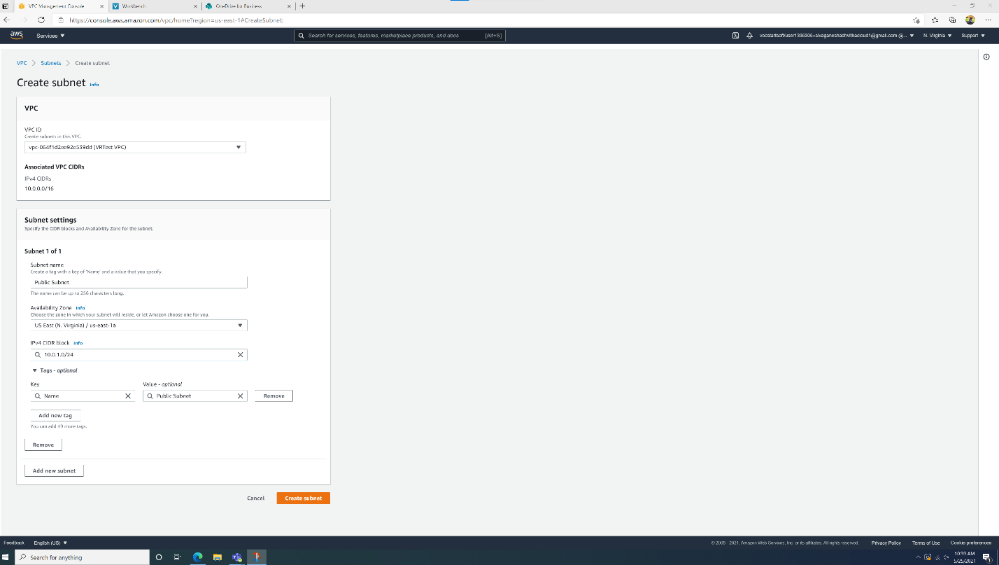 VPC Management Console
Workbench
OneDrive for Business
https://console.aws.amazon.com/vpc/home?region=us-east-1#CreateSubnet:
aws
Services
Search for services, features, marketplace products, and docs [Alt+S]
vocstartsoft/user1336305=sivaganeshadhvithacloud1@gmail.com @...
N. Virginia
Support
VPC
Subnets
Create subnet
Create subnet Info
VPC
VPC ID
Create subnets in this VPC.
vpc-064f1d2ee92e539dd (VRTest VPC)
Associated VPC CIDRs
IPv4 CIDRs
10.0.0.0/16
Subnet settings
Specify the CIDR blocks and Availability Zone for the subnet.
Subnet 1 of 1
Subnet name
Create a tag with a key of 'Name' and a value that you specify.
Public Subnet
The name can be up to 256 characters long.
Availability Zone Info
Choose the zone in which your subnet will reside, or let Amazon choose one for you.
US East (N. Virginia) / us-east-1a
IPv4 CIDR block Info
10.0.1.0/24
Tags - optional
Key
Value - optional
Name
Public Subnet
Remove
Add new tag
You can add 49 more tags.
Remove
Add new subnet
Cancel
Create subnet
Feedback
English (US)
© 2008 - 2021, Amazon Web Services, Inc. or its affiliates. All rights reserved.
Privacy Policy
Terms of Use
Cookie preferences
Search for anything
10:39 AM
5/25/2021